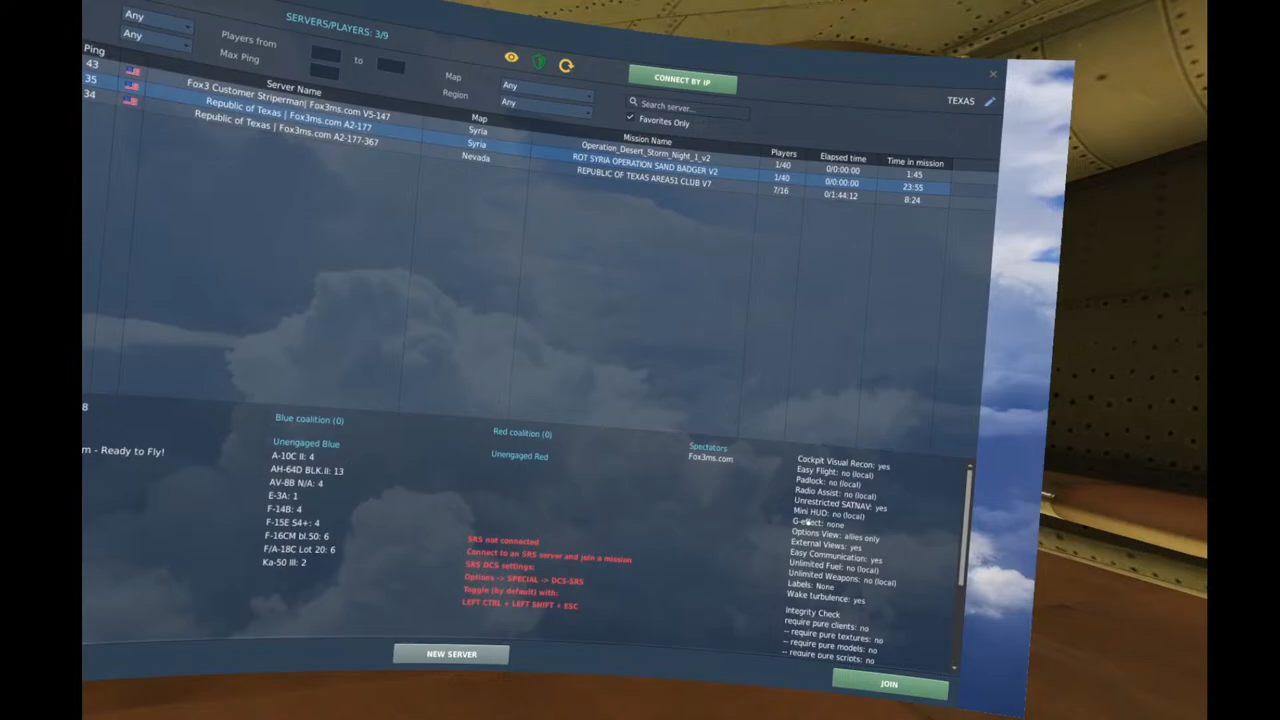 SERVERS/PLAYERS: 3/9
Any
Any
Players from
to
Max Ping
Map
Any
Region
Any
CONNECT BY IP
Search server...
Favorites Only
TEXAS
Ping
Server Name
Map
Mission Name
Players
Elapsed time
Time in mission
43
Fox3 Customer Striperman| Fox3ms.com V5-147
Syria
Operation_Desert_Storm_Night_1_v2
1/40
0/0:00:00
1:45
35
Republic of Texas | Fox3ms.com A2-177
Syria
ROT SYRIA OPERATION SAND BADGER V2
1/40
0/0:00:00
23:55
34
Republic of Texas | Fox3ms.com A2-177-367
Nevada
REPUBLIC OF TEXAS AREA51 CLUB V7
7/16
0/1:44:12
8:24
8
m - Ready to Fly!
Blue coalition (0)
Unengaged Blue
A-10C II: 4
AH-64D BLK.II: 13
AV-8B N/A: 4
E-3A: 1
F-14B: 4
F-15E S4+: 4
F-16CM bl.50: 6
F/A-18C Lot 20: 6
Ka-50 III: 2
Red coalition (0)
Unengaged Red
SRS not connected
Connect to an SRS server and join a mission
SRS DCS settings:
Options -> SPECIAL -> DCS-SRS
Toggle (by default) with:
LEFT CTRL + LEFT SHIFT + ESC
Spectators
Fox3ms.com
Cockpit Visual Recon: yes
Easy Flight: no (local)
Padlock: no (local)
Radio Assist: no (local)
Unrestricted SATNAV: yes
Mini HUD: no (local)
G-effect: none
Options View: allies only
External Views: yes
Easy Communication: yes
Unlimited Fuel: no (local)
Unlimited Weapons: no (local)
Labels: None
Wake turbulence: yes
Integrity Check
require pure clients: no
-- require pure textures: no
-- require pure models: no
-- require pure scripts: no
NEW SERVER
JOIN